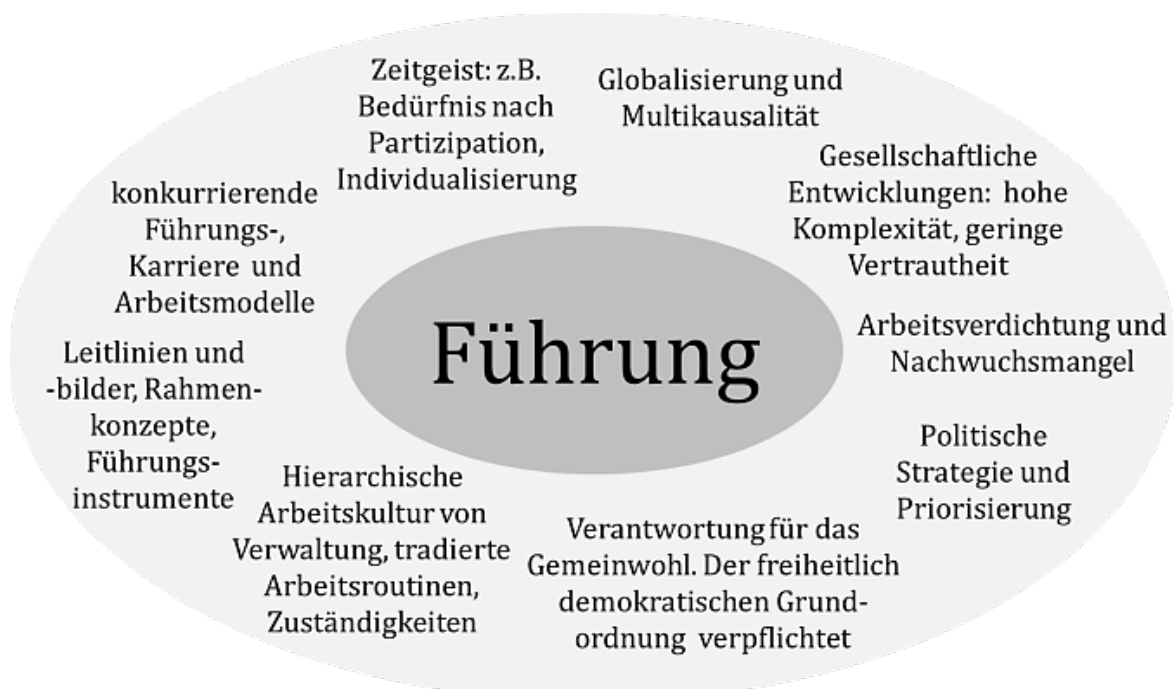 Zeitgeist: z.B.
Bedürfnis nach
Partizipation,
Individualisierung
Globalisierung und
Multikausalität
Gesellschaftliche
Entwicklungen: hohe
Komplexität, geringe
Vertrautheit
Arbeitsverdichtung und
Nachwuchsmangel
Politische
Strategie und
Priorisierung
Verantwortung für das
Gemeinwohl. Der freiheitlich
demokratischen Grund-
ordnung verpflichtet
Hierarchische
Arbeitskultur von
Verwaltung, tradierte
Arbeitsroutinen,
Zuständigkeiten
Leitlinien und
-bilder, Rahmen-
konzepte,
Führungs-
instrumente
konkurrierende
Führungs-,
Karriere und
Arbeitsmodelle
Führung